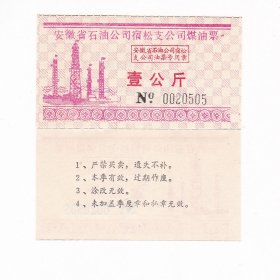 安徽省石油公司宿松支公司煤油票
安徽省石油公司宿松
支公司油票专用章
壹公斤
№ 0020505
1、严禁买卖，遗失不补。
2、本季有效，过期作废。
3、涂改无效。
4、未加盖季度章和私章无效。